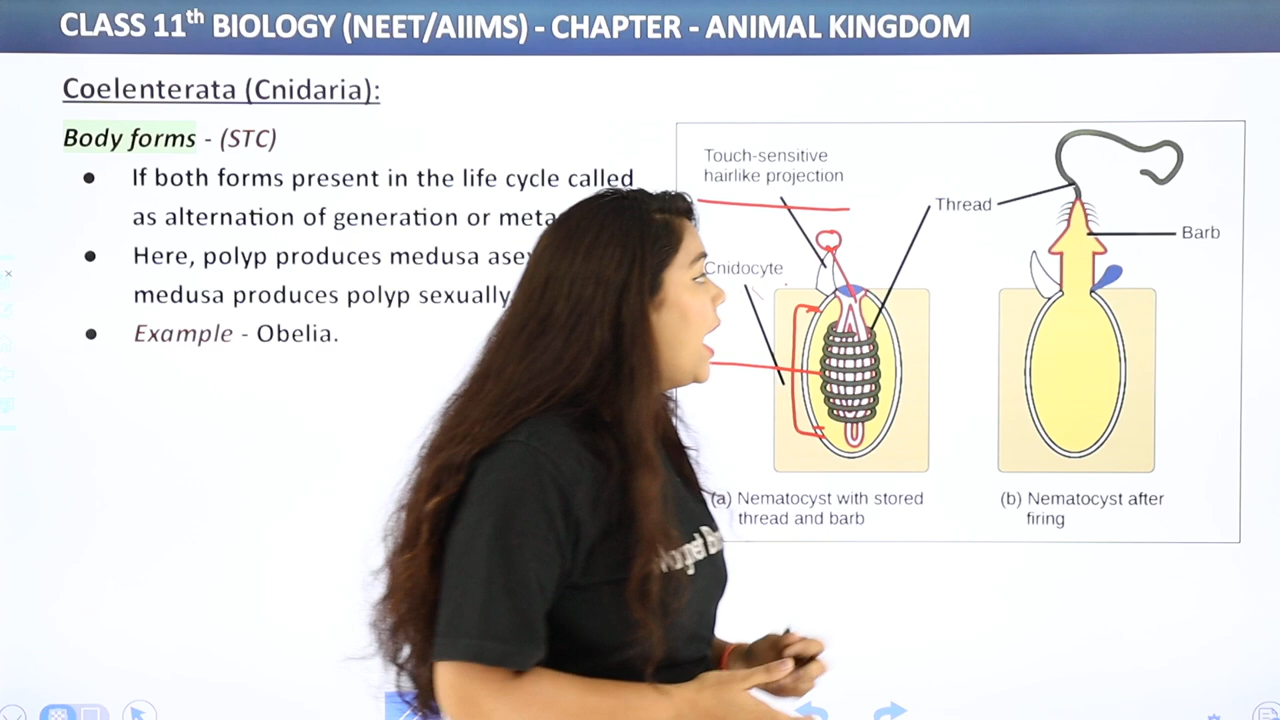 CLASS 11th BIOLOGY (NEET/AIIMS) - CHAPTER - ANIMAL KINGDOM
Coelenterata (Cnidaria):
Body forms - (STC)
● If both forms present in the life cycle called
as alternation of generation or meta
● Here, polyp produces medusa
medusa produces polyp sexually
● Example - Obelia.
Touch-sensitive
hairlike projection
Thread
Barb
Cnidocyte
(a) Nematocyst with stored
thread and barb
(b) Nematocyst after
firing